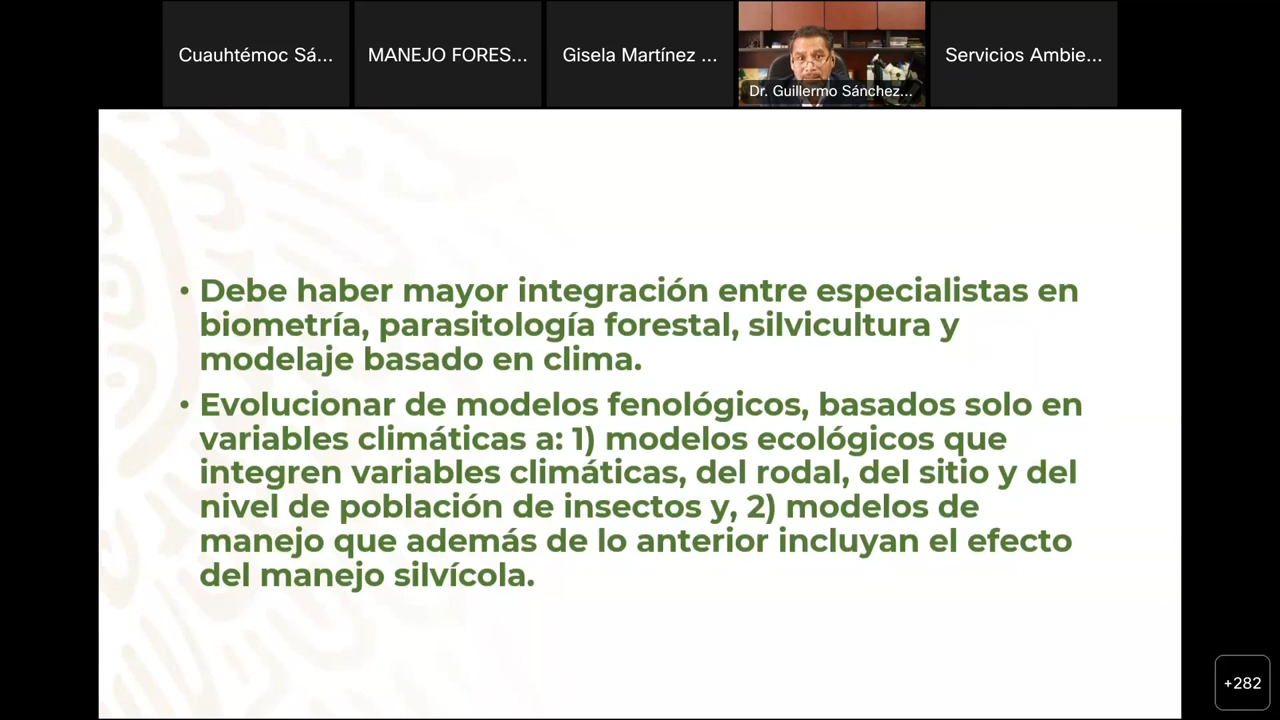 Cuauhtémoc Sá...
MANEJO FORES...
Gisela Martínez ...
Dr. Guillermo Sánchez...
Servicios Ambie...
• Debe haber mayor integración entre especialistas en
biometría, parasitología forestal, silvicultura y
modelaje basado en clima.
• Evolucionar de modelos fenológicos, basados solo en
variables climáticas a: 1) modelos ecológicos que
integren variables climáticas, del rodal, del sitio y del
nivel de población de insectos y, 2) modelos de
manejo que además de lo anterior incluyan el efecto
del manejo silvícola.
+282